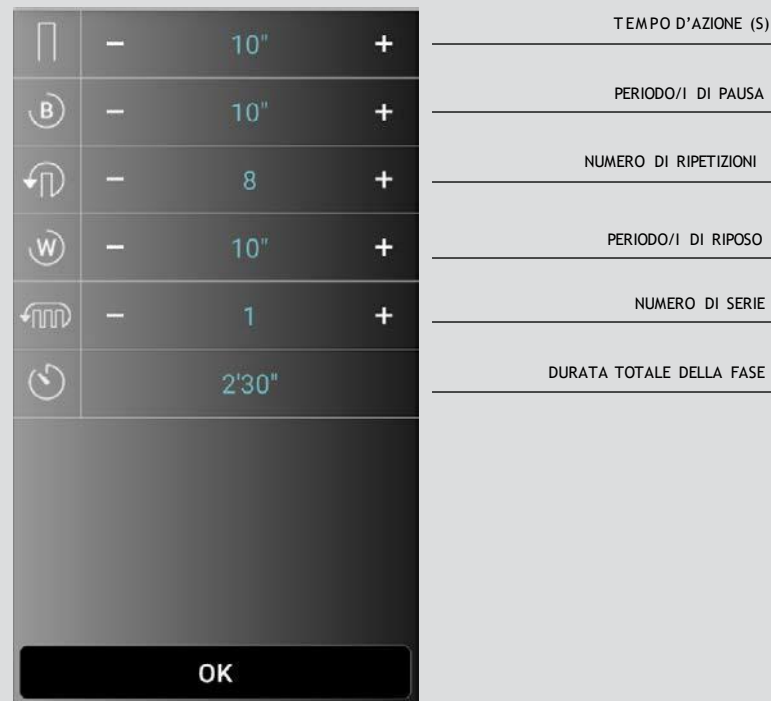 − 10" + TEMPO D’AZIONE (S)
B − 10" + PERIODO/I DI PAUSA
− 8 + NUMERO DI RIPETIZIONI
W − 10" + PERIODO/I DI RIPOSO
− 1 + NUMERO DI SERIE
2'30" DURATA TOTALE DELLA FASE
OK